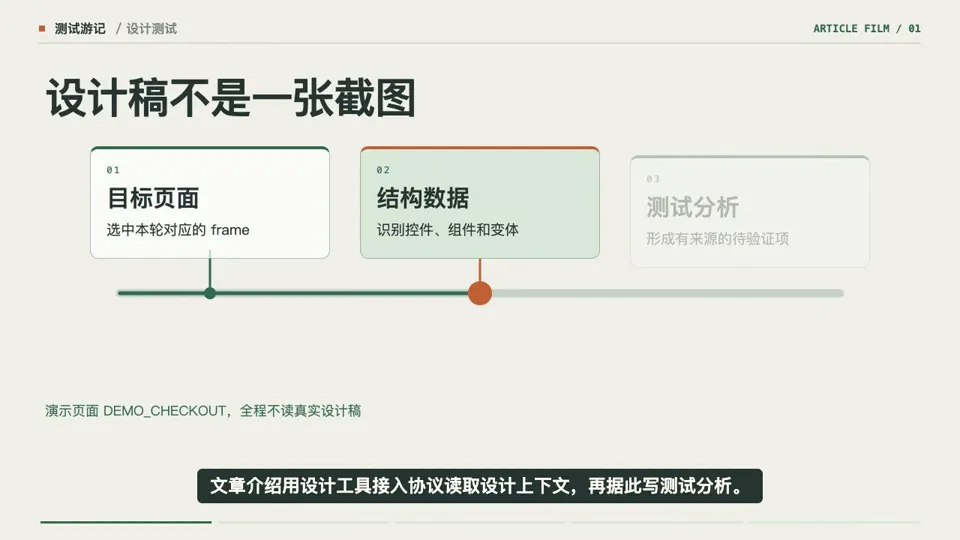 测试游记 / 设计测试
ARTICLE FILM / 01
设计稿不是一张截图
01
目标页面
选中本轮对应的 frame
02
结构数据
识别控件、组件和变体
03
测试分析
形成有来源的待验证项
演示页面 DEMO_CHECKOUT，全程不读真实设计稿
文章介绍用设计工具接入协议读取设计上下文，再据此写测试分析。